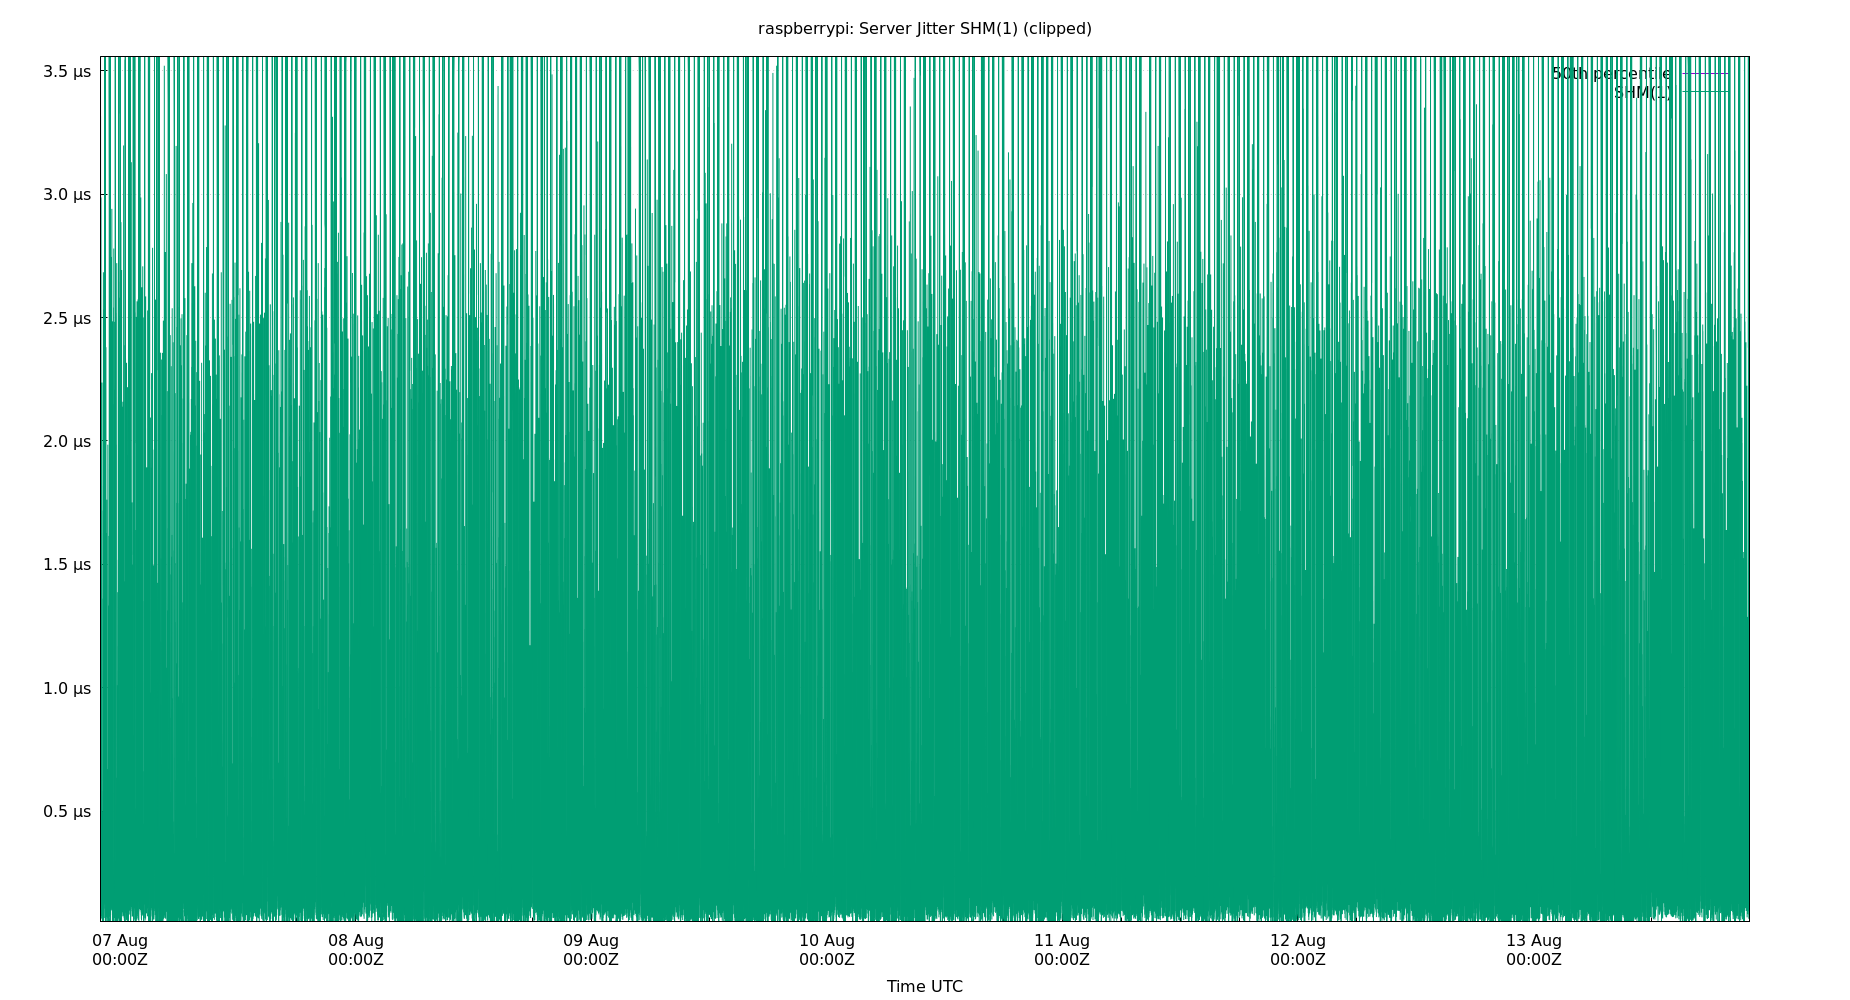 raspberrypi: Server Jitter SHM(1) (clipped)
3.5 µs
50th percentile
SHM(1)
3.0 µs
2.5 µs
2.0 µs
1.5 µs
1.0 µs
0.5 µs
07 Aug
00:00Z
08 Aug
00:00Z
09 Aug
00:00Z
10 Aug
00:00Z
11 Aug
00:00Z
12 Aug
00:00Z
13 Aug
00:00Z
Time UTC